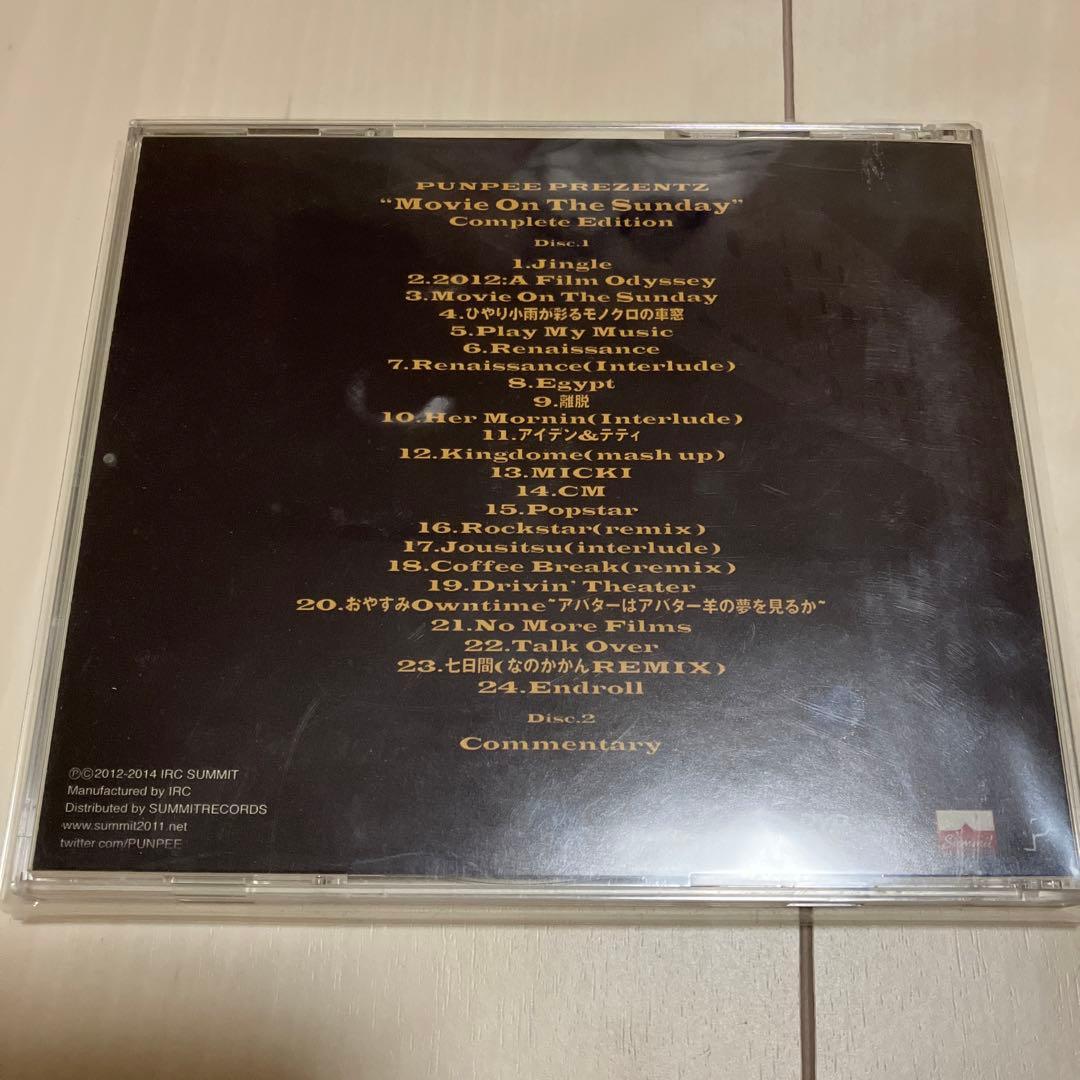 PUNPEE PREZENTZ
“Movie On The Sunday”
Complete Edition
Disc.1
1.Jingle
2.2012:A Film Odyssey
3.Movie On The Sunday
4.ひやり小雨が彩るモノクロの車窓
5.Play My Music
6.Renaissance
7.Renaissance(Interlude)
8.Egypt
9.離脱
10.Her Mornin(Interlude)
11.アイデン&テティ
12.Kingdome(mash up)
13.MICKI
14.CM
15.Popstar
16.Rockstar(remix)
17.Jousitsu(interlude)
18.Coffee Break(remix)
19.Drivin' Theater
20.おやすみOwntime~アバターはアバター羊の夢を見るか~
21.No More Films
22.Talk Over
23.七日間(なのかかんREMIX)
24.Endroll
Disc.2
Commentary
Ⓟ©2012-2014 IRC SUMMIT
Manufactured by IRC
Distributed by SUMMITRECORDS
www.summit2011.net
twitter.com/PUNPEE
Summit